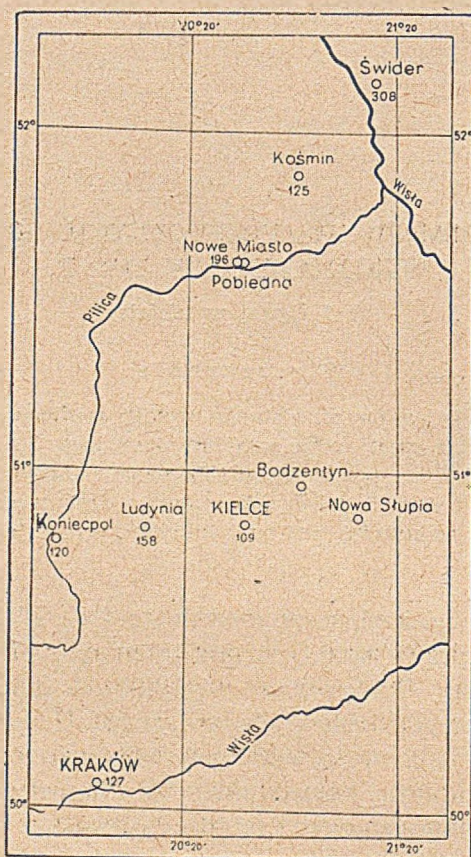 20°20'
21°20
Świder
308
52°
52°
Kośmin
125
Wisła
Nowe Miasto
196
Pobiedna
Pilica
51°
51°
Bodzentyn
Koniecpol
120
Ludynia
158
KIELCE
109
Nowa Słupia
Wisła
KRAKÓW
127
50°
50°
20°20'
21°20